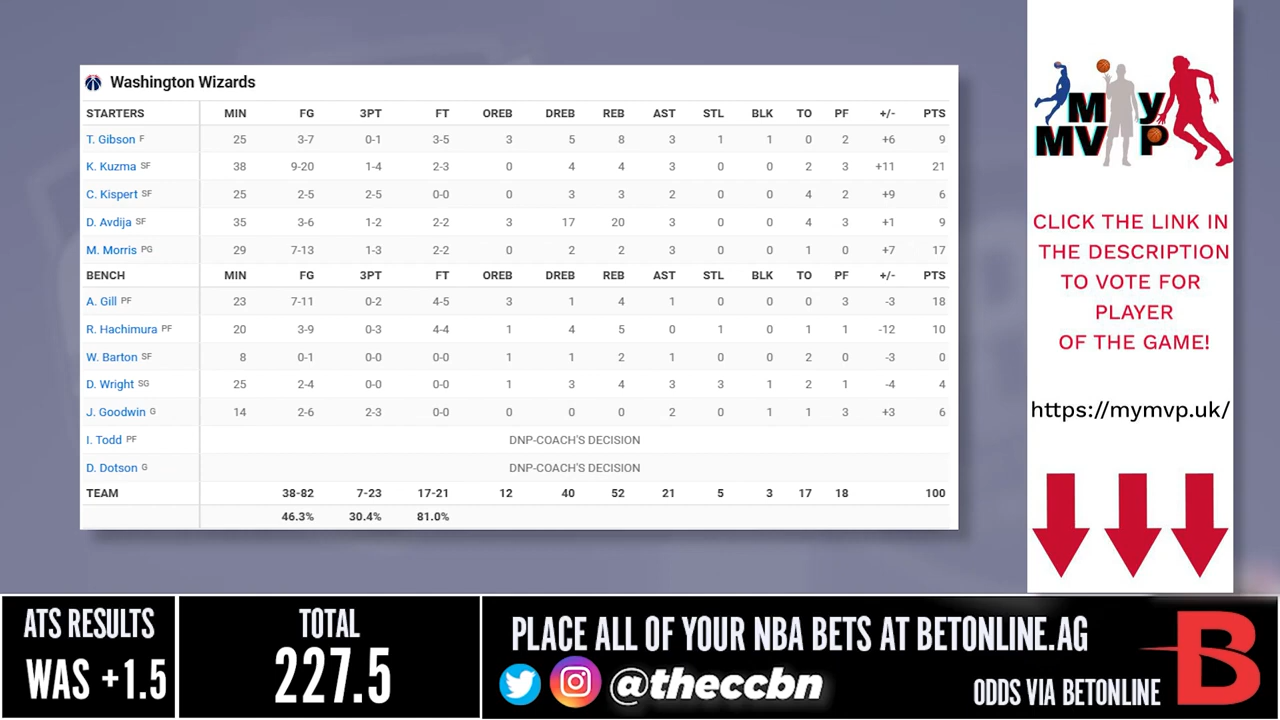 Washington Wizards
STARTERS MIN FG 3PT FT OREB DREB REB AST STL BLK TO PF +/- PTS
T. Gibson F 25 3-7 0-1 3-5 3 5 8 3 1 1 0 2 +6 9
K. Kuzma SF 38 9-20 1-4 2-3 0 4 4 3 0 0 2 3 +11 21
C. Kispert SF 25 2-5 2-5 0-0 0 3 3 2 0 0 4 2 +9 6
D. Avdija SF 35 3-6 1-2 2-2 3 17 20 3 0 0 4 3 +1 9
M. Morris PG 29 7-13 1-3 2-2 0 2 2 3 0 0 1 0 +7 17
BENCH MIN FG 3PT FT OREB DREB REB AST STL BLK TO PF +/- PTS
A. Gill PF 23 7-11 0-2 4-5 3 1 4 1 0 0 0 3 -3 18
R. Hachimura PF 20 3-9 0-3 4-4 1 4 5 0 1 0 1 1 -12 10
W. Barton SF 8 0-1 0-0 0-0 1 1 2 1 0 0 2 0 -3 0
D. Wright SG 25 2-4 0-0 0-0 1 3 4 3 3 1 2 1 -4 4
J. Goodwin G 14 2-6 2-3 0-0 0 0 0 2 0 1 1 3 +3 6
I. Todd PF DNP-COACH'S DECISION
D. Dotson G DNP-COACH'S DECISION
TEAM 38-82 7-23 17-21 12 40 52 21 5 3 17 18 100
46.3% 30.4% 81.0%
My
MVP
CLICK THE LINK IN
THE DESCRIPTION
TO VOTE FOR
PLAYER
OF THE GAME!
https://mymvp.uk/
ATS RESULTS
WAS +1.5
TOTAL
227.5
PLACE ALL OF YOUR NBA BETS AT BETONLINE.AG
@theccbn
ODDS VIA BETONLINE
B